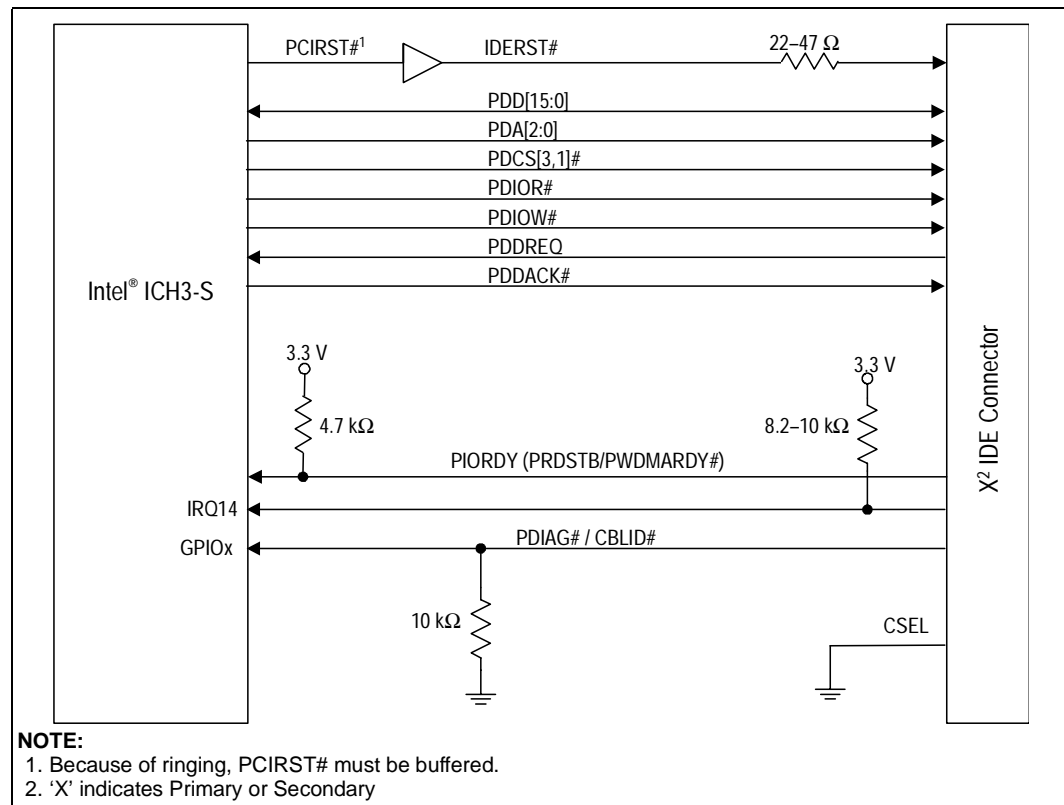 PCIRST#¹
IDERST#
22–47 Ω
PDD[15:0]
PDA[2:0]
PDCS[3,1]#
PDIOR#
PDIOW#
PDDREQ
PDDACK#
Intel® ICH3-S
3.3 V
3.3 V
4.7 kΩ
8.2–10 kΩ
PIORDY (PRDSTB/PWDMARDY#)
X² IDE Connector
IRQ14
GPIOx
PDIAG# / CBLID#
10 kΩ
CSEL
NOTE:
1. Because of ringing, PCIRST# must be buffered.
2. ‘X’ indicates Primary or Secondary